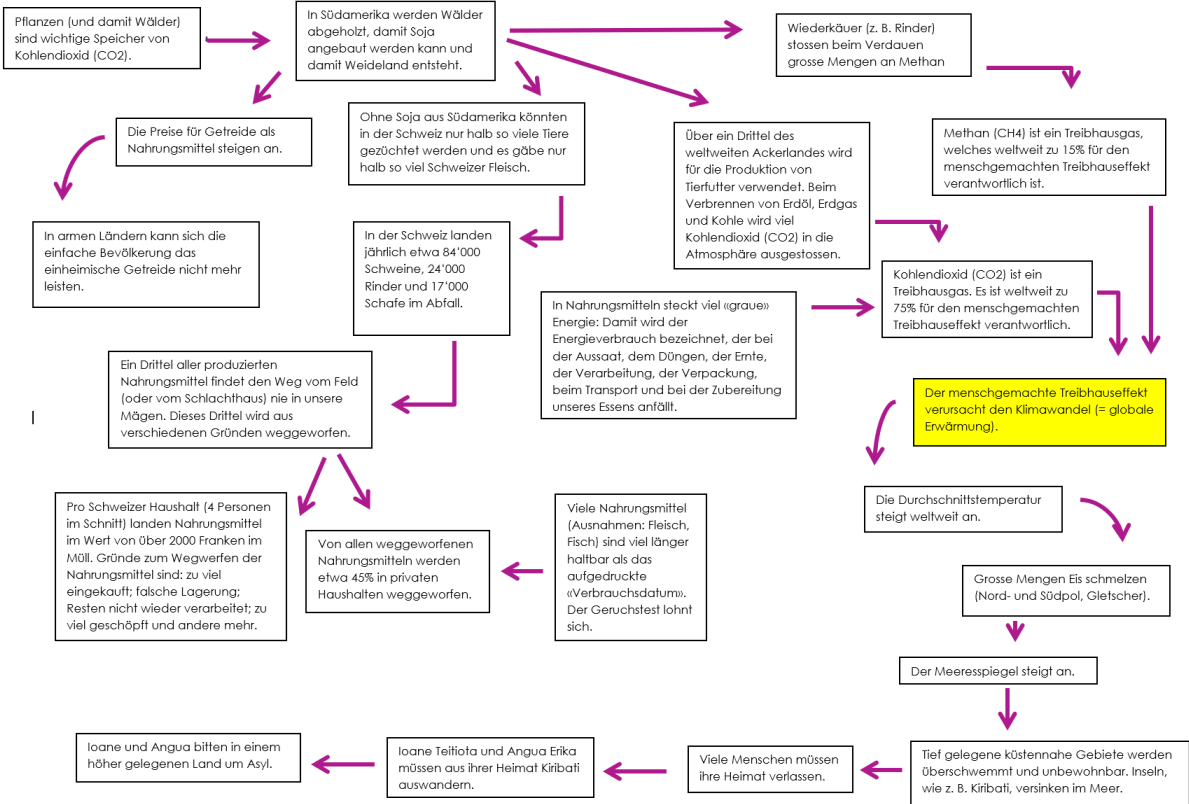 Pflanzen (und damit Wälder)
sind wichtige Speicher von
Kohlendioxid (CO2).
In Südamerika werden Wälder
abgeholzt, damit Soja
angebaut werden kann und
damit Weideland entsteht.
Wiederkäuer (z. B. Rinder)
stossen beim Verdauen
grosse Mengen an Methan
Die Preise für Getreide als
Nahrungsmittel steigen an.
Ohne Soja aus Südamerika könnten
in der Schweiz nur halb so viele Tiere
gezüchtet werden und es gäbe nur
halb so viel Schweizer Fleisch.
Über ein Drittel des
weltweiten Ackerlandes wird
für die Produktion von
Tierfutter verwendet. Beim
Verbrennen von Erdöl, Erdgas
und Kohle wird viel
Kohlendioxid (CO2) in die
Atmosphäre ausgestossen.
Methan (CH4) ist ein Treibhausgas,
welches weltweit zu 15% für den
menschgemachten Treibhauseffekt
verantwortlich ist.
In armen Ländern kann sich die
einfache Bevölkerung das
einheimische Getreide nicht mehr
leisten.
In der Schweiz landen
jährlich etwa 84'000
Schweine, 24'000
Rinder und 17'000
Schafe im Abfall.
Kohlendioxid (CO2) ist ein
Treibhausgas. Es ist weltweit zu
75% für den menschgemachten
Treibhauseffekt verantwortlich.
In Nahrungsmitteln steckt viel «graue»
Energie: Damit wird der
Energieverbrauch bezeichnet, der bei
der Aussaat, dem Düngen, der Ernte,
der Verarbeitung, der Verpackung,
beim Transport und bei der Zubereitung
unseres Essens anfällt.
Ein Drittel aller produzierten
Nahrungsmittel findet den Weg vom Feld
(oder vom Schlachthaus) nie in unsere
Mägen. Dieses Drittel wird aus
verschiedenen Gründen weggeworfen.
Der menschgemachte Treibhauseffekt
verursacht den Klimawandel (= globale
Erwärmung).
Pro Schweizer Haushalt (4 Personen
im Schnitt) landen Nahrungsmittel
im Wert von über 2000 Franken im
Müll. Gründe zum Wegwerfen der
Nahrungsmittel sind: zu viel
eingekauft; falsche Lagerung;
Resten nicht wieder verarbeitet; zu
viel geschöpft und andere mehr.
Von allen weggeworfenen
Nahrungsmitteln werden
etwa 45% in privaten
Haushalten weggeworfen.
Viele Nahrungsmittel
(Ausnahmen: Fleisch,
Fisch) sind viel länger
haltbar als das
aufgedruckte
«Verbrauchsdatum».
Der Geruchstest lohnt
sich.
Die Durchschnittstemperatur
steigt weltweit an.
Grosse Mengen Eis schmelzen
(Nord- und Südpol, Gletscher).
Der Meeresspiegel steigt an.
Ioane und Angua bitten in einem
höher gelegenen Land um Asyl.
Ioane Teitiota und Angua Erika
müssen aus ihrer Heimat Kiribati
auswandern.
Viele Menschen müssen
ihre Heimat verlassen.
Tief gelegene küstennahe Gebiete werden
überschwemmt und unbewohnbar. Inseln,
wie z. B. Kiribati, versinken im Meer.